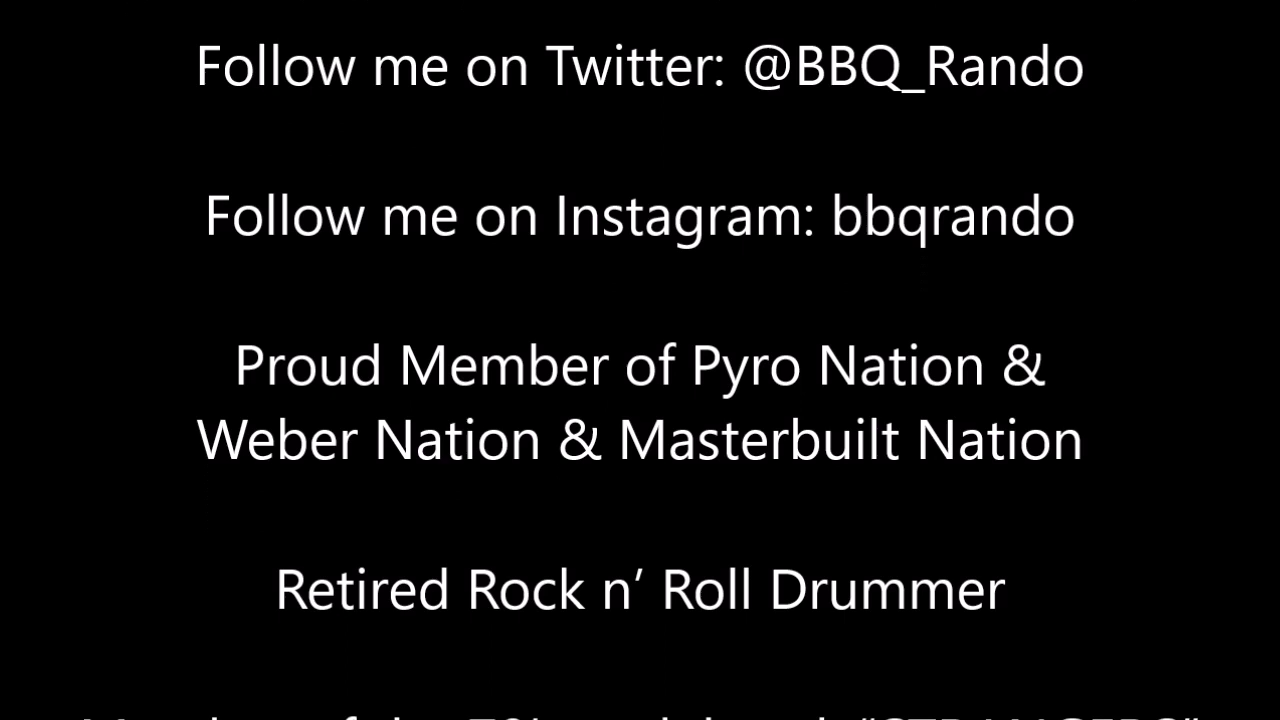 Follow me on Twitter: @BBQ_Rando
Follow me on Instagram: bbqrando
Proud Member of Pyro Nation &
Weber Nation & Masterbuilt Nation
Retired Rock n’ Roll Drummer